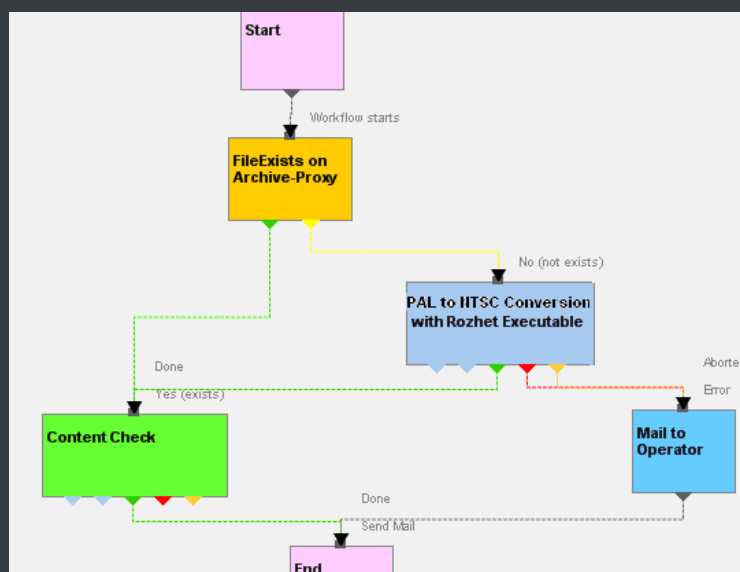 Start
Workflow starts
FileExists on
Archive-Proxy
No (not exists)
PAL to NTSC Conversion
with Rozhet Executable
Done
Yes (exists)
Aborte
Error
Content Check
Mail to
Operator
Done
Send Mail
End